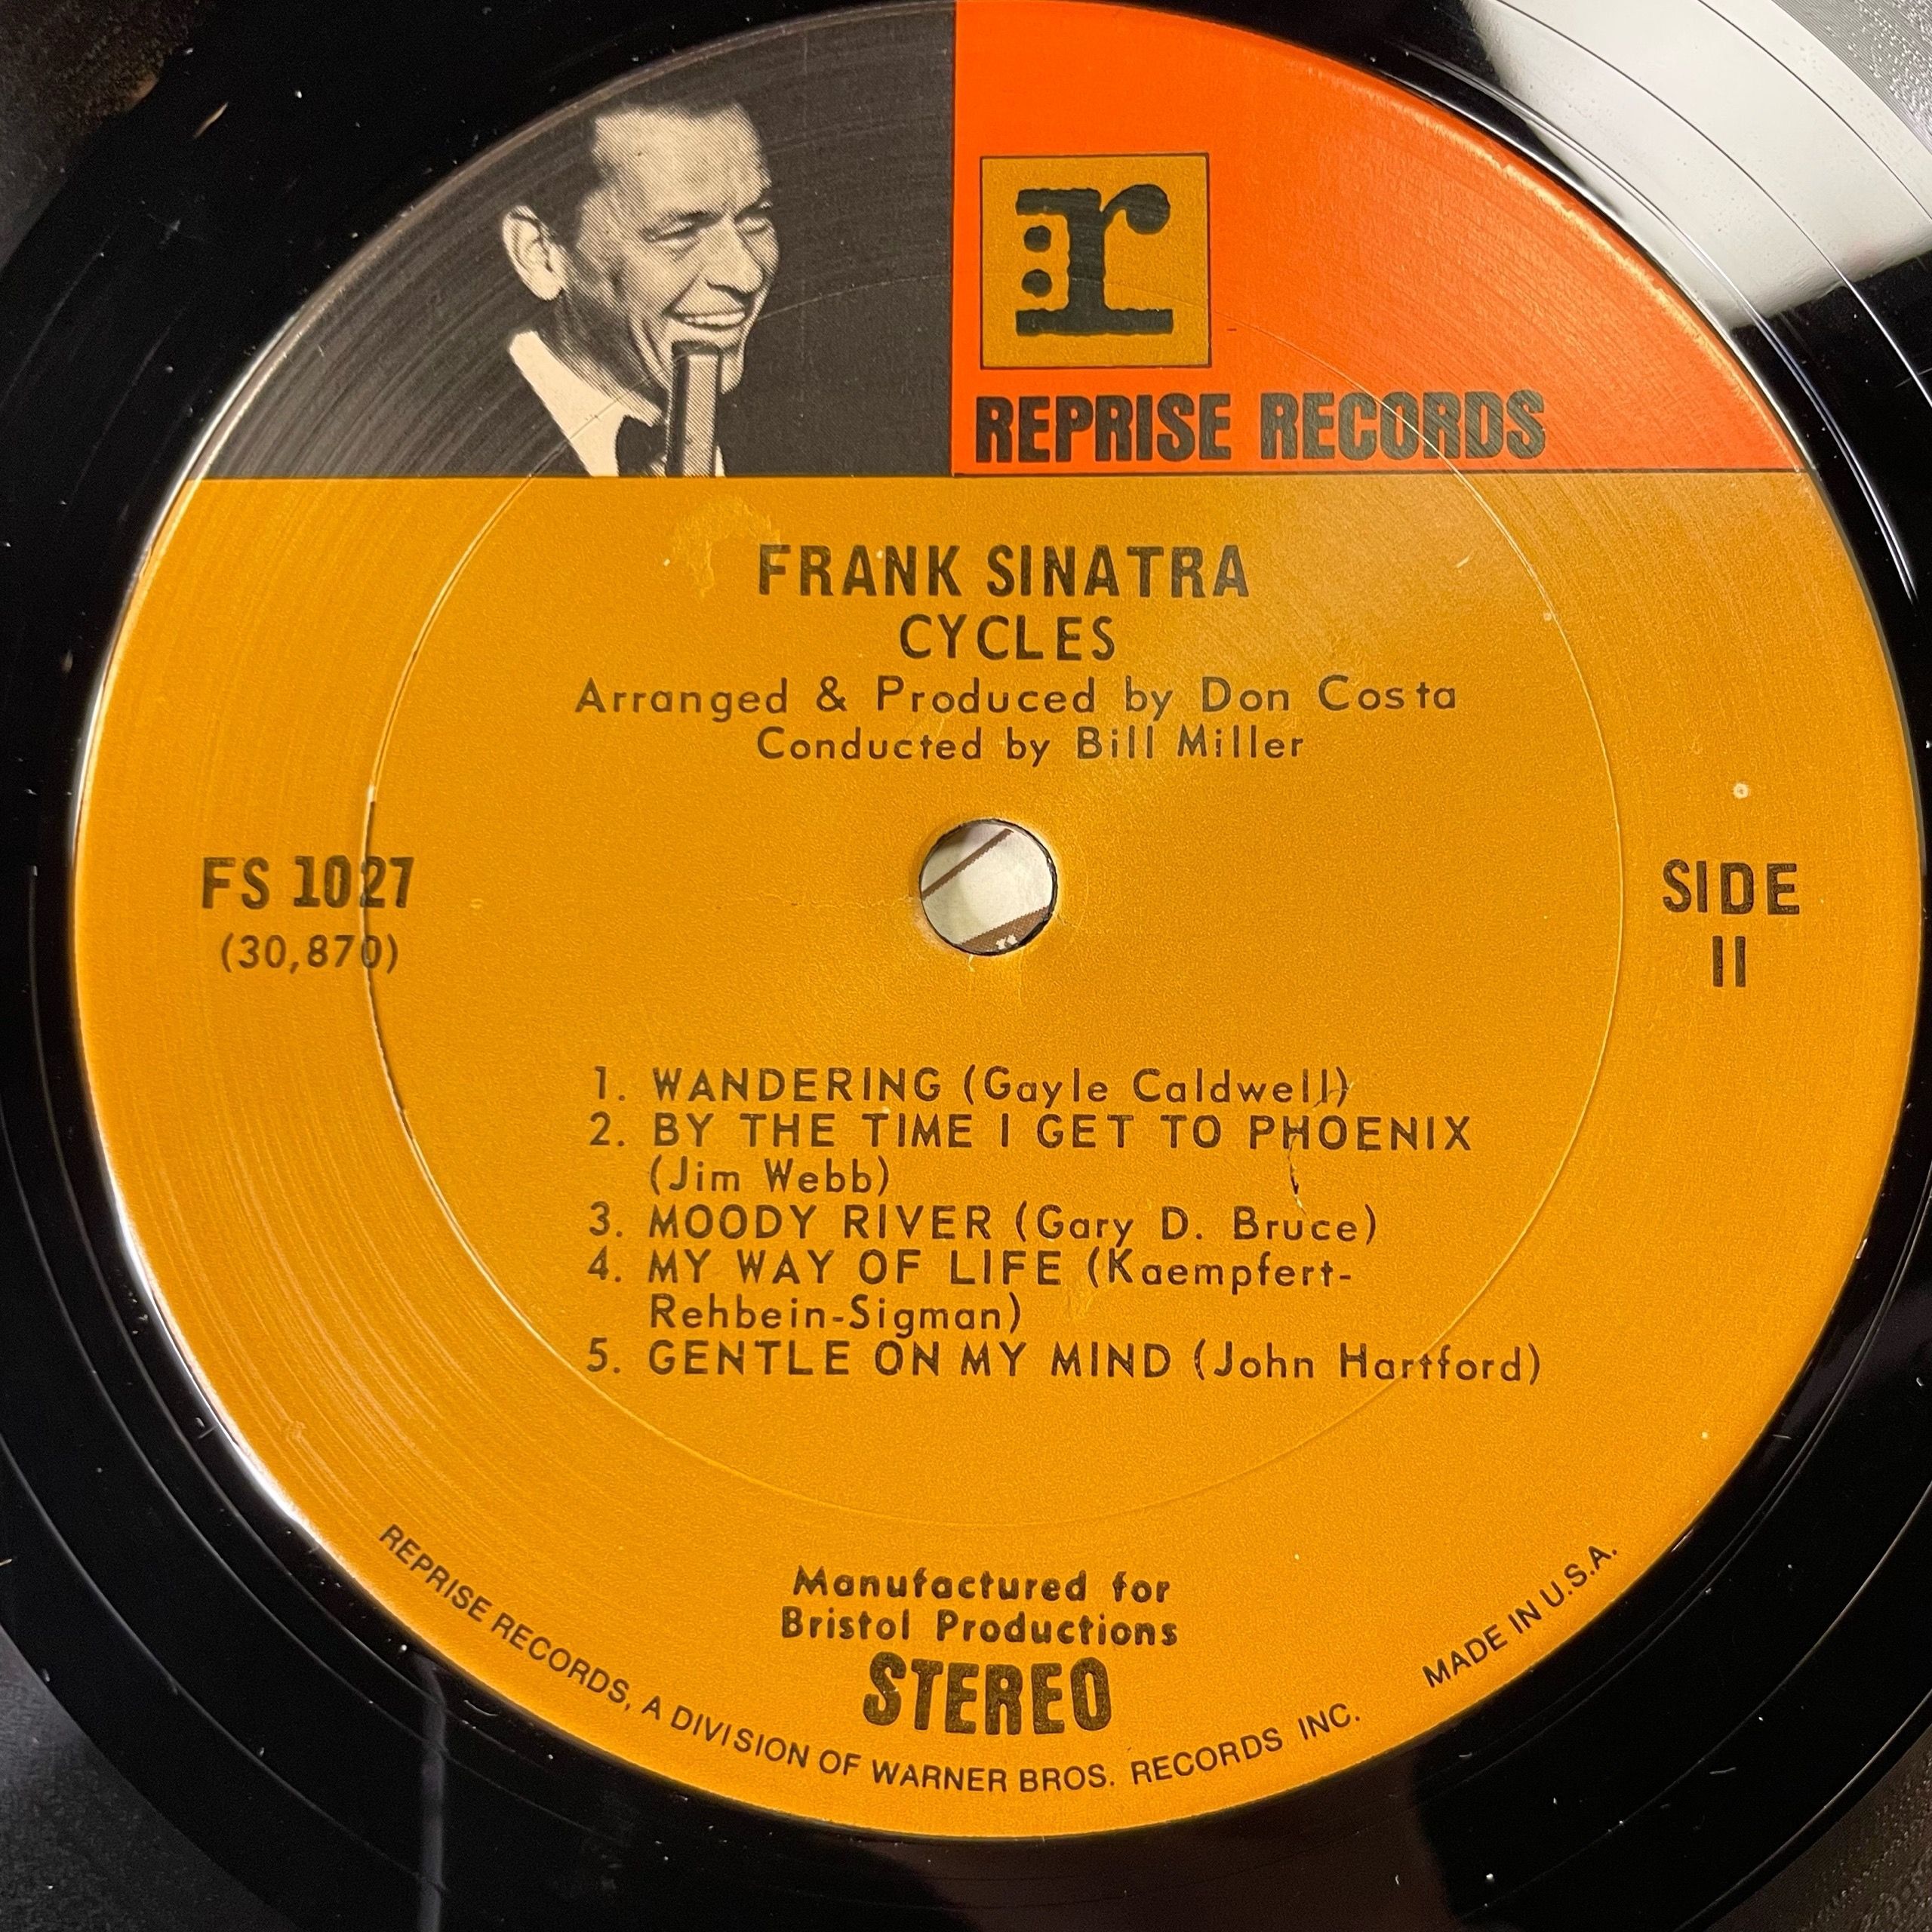 r
REPRISE RECORDS
FRANK SINATRA
CYCLES
Arranged & Produced by Don Costa
Conducted by Bill Miller
FS 1027
(30,870)
SIDE
II
1. WANDERING (Gayle Caldwell)
2. BY THE TIME I GET TO PHOENIX
(Jim Webb)
3. MOODY RIVER (Gary D. Bruce)
4. MY WAY OF LIFE (Kaempfert-
Rehbein-Sigman)
5. GENTLE ON MY MIND (John Hartford)
Manufactured for
Bristol Productions
STEREO
REPRISE RECORDS, A DIVISION OF WARNER BROS. RECORDS INC. MADE IN U.S.A.